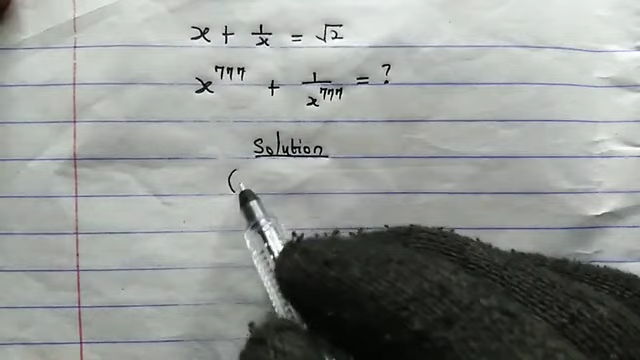 x + 1/x = √2
x^777 + 1/x^777 = ?
Solution
(